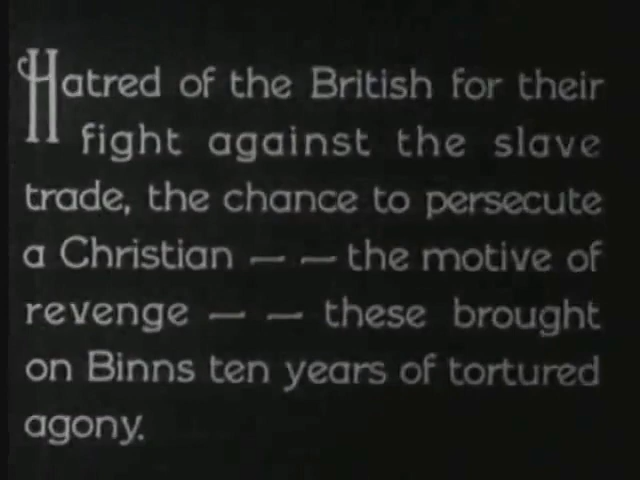 Hatred of the British for their
fight against the slave
trade, the chance to persecute
a Christian — — the motive of
revenge — — these brought
on Binns ten years of tortured
agony.